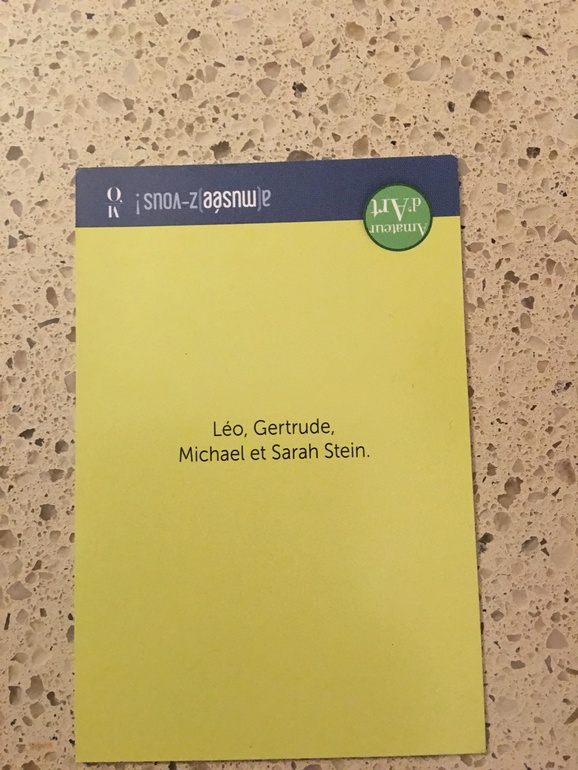 a[musée]z-vous !
M'O
Amateur
d'Art
Léo, Gertrude,
Michael et Sarah Stein.